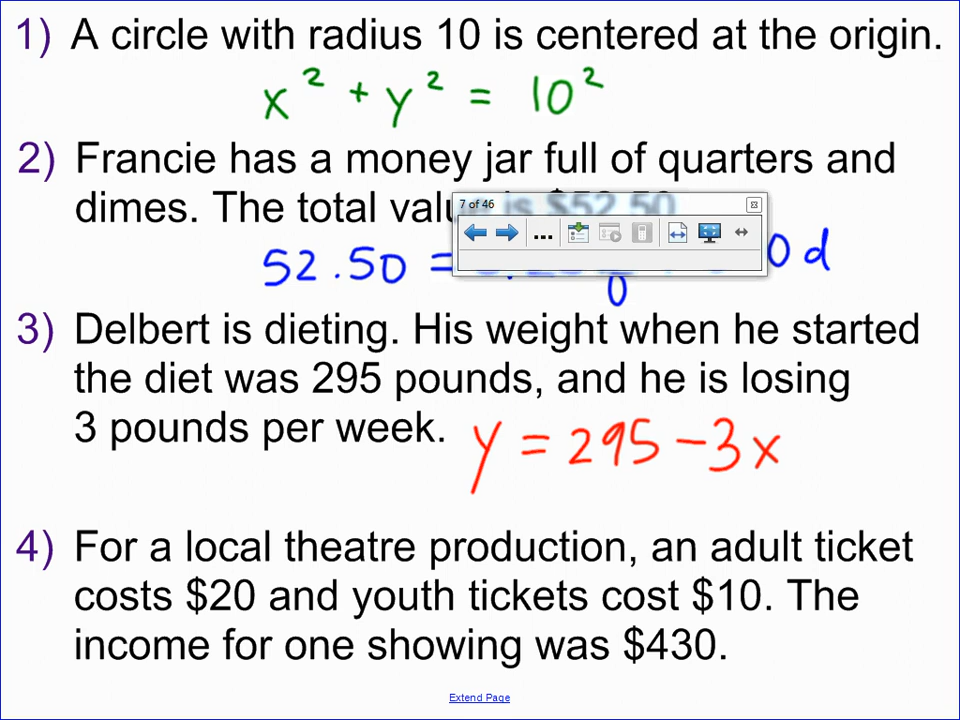 1) A circle with radius 10 is centered at the origin.
x² + y² = 10²
2) Francie has a money jar full of quarters and
dimes. The total value is $52.50
7 of 46
52.50 = 0 d
3) Delbert is dieting. His weight when he started
the diet was 295 pounds, and he is losing
3 pounds per week.
y = 295 - 3x
4) For a local theatre production, an adult ticket
costs $20 and youth tickets cost $10. The
income for one showing was $430.
Extend Page